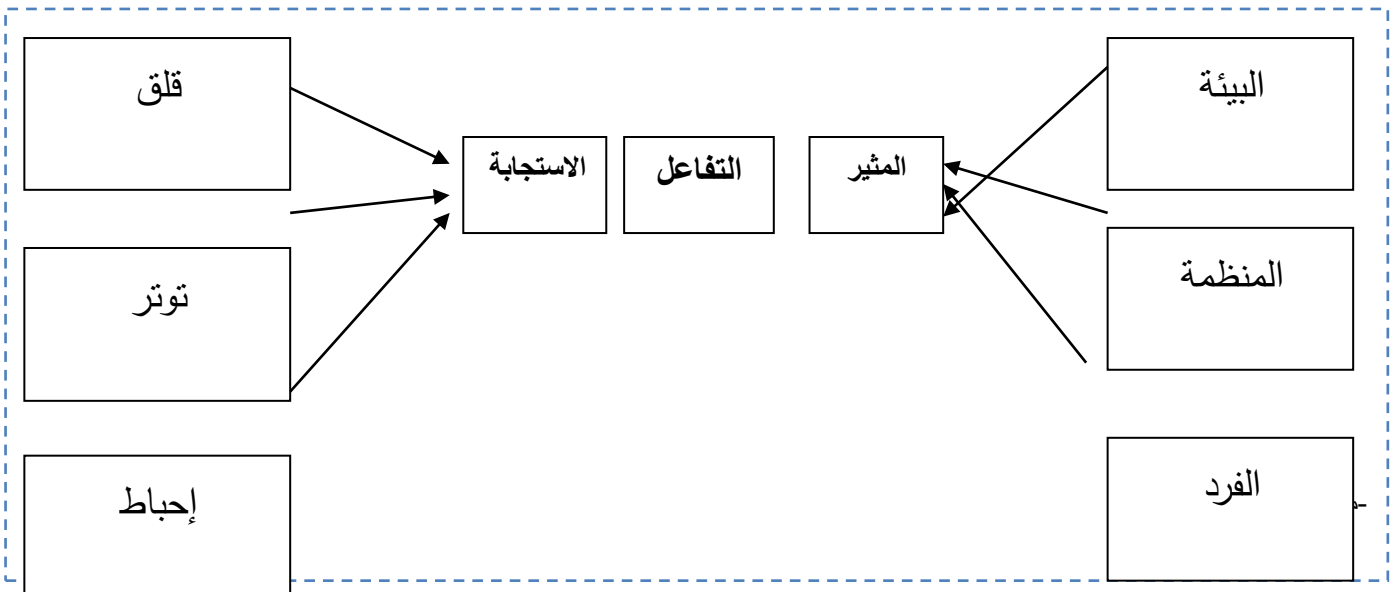 البيئة
المنظمة
الفرد
المثير
التفاعل
الاستجابة
قلق
توتر
إحباط